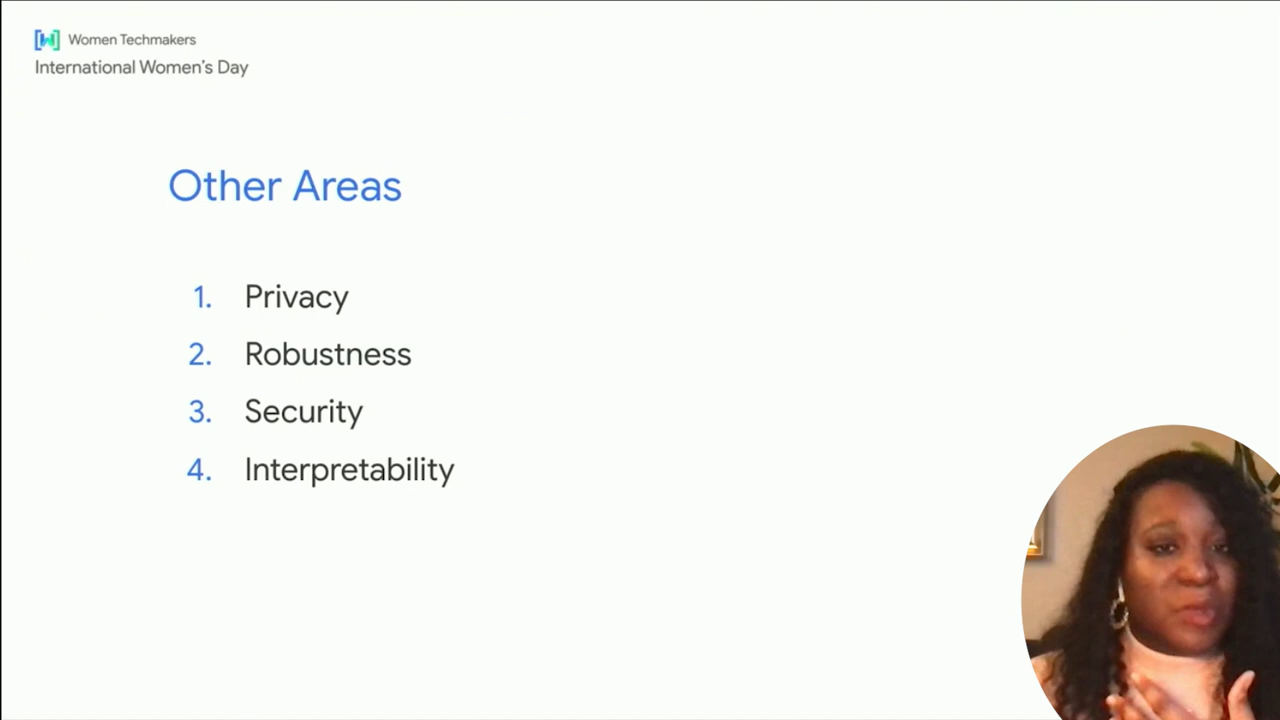 Women Techmakers
International Women's Day
Other Areas
1. Privacy
2. Robustness
3. Security
4. Interpretability